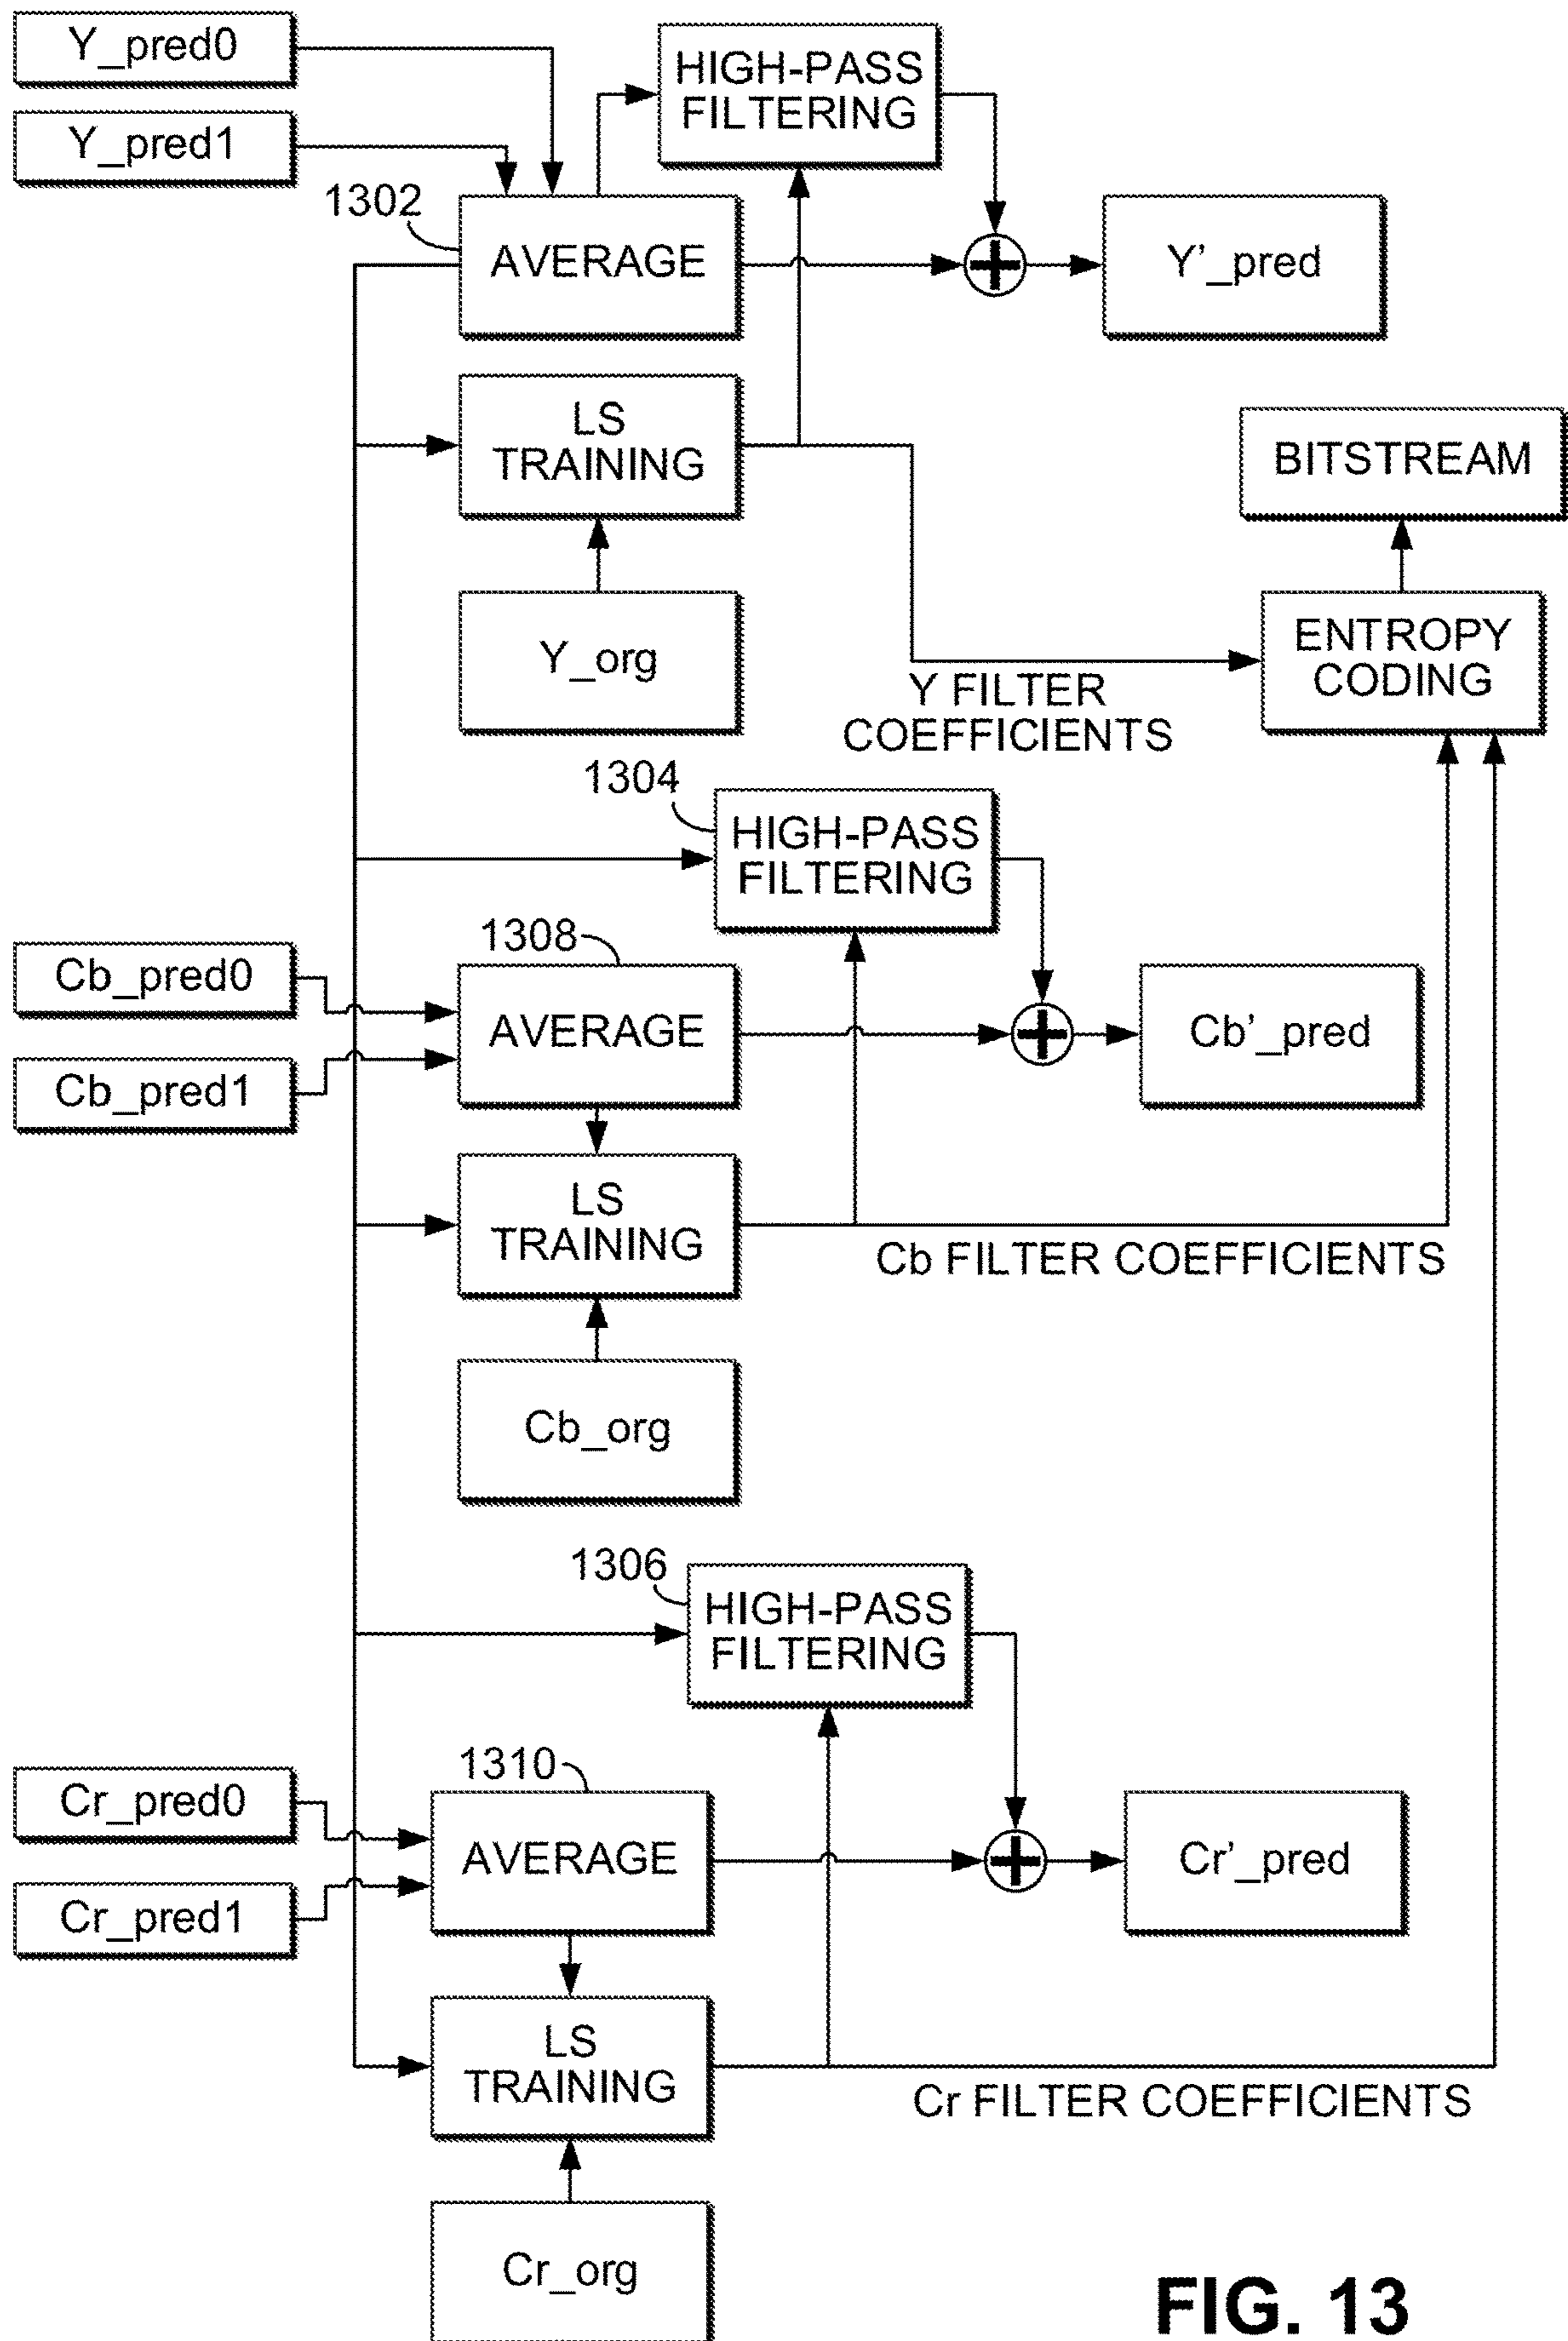 Y_pred0
HIGH-PASS
FILTERING
Y_pred1
1302
AVERAGE
Y'_pred
LS
TRAINING
BITSTREAM
Y_org
ENTROPY
CODING
Y FILTER
COEFFICIENTS
1304
HIGH-PASS
FILTERING
1308
Cb_pred0
AVERAGE
Cb'_pred
Cb_pred1
LS
TRAINING
Cb FILTER COEFFICIENTS
Cb_org
1306
HIGH-PASS
FILTERING
1310
Cr_pred0
AVERAGE
Cr'_pred
Cr_pred1
LS
TRAINING
Cr FILTER COEFFICIENTS
Cr_org
FIG. 13